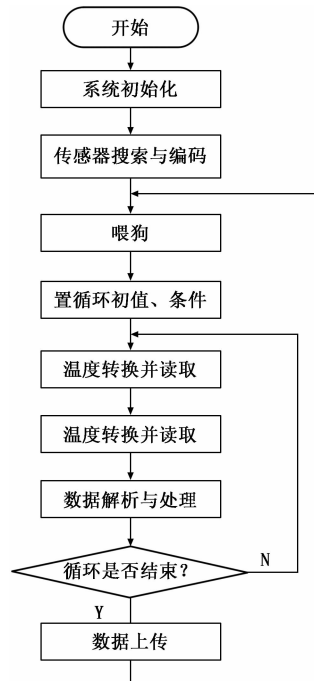 开始
系统初始化
传感器搜索与编码
喂狗
置循环初值、条件
温度转换并读取
温度转换并读取
数据解析与处理
循环是否结束?
N
Y
数据上传